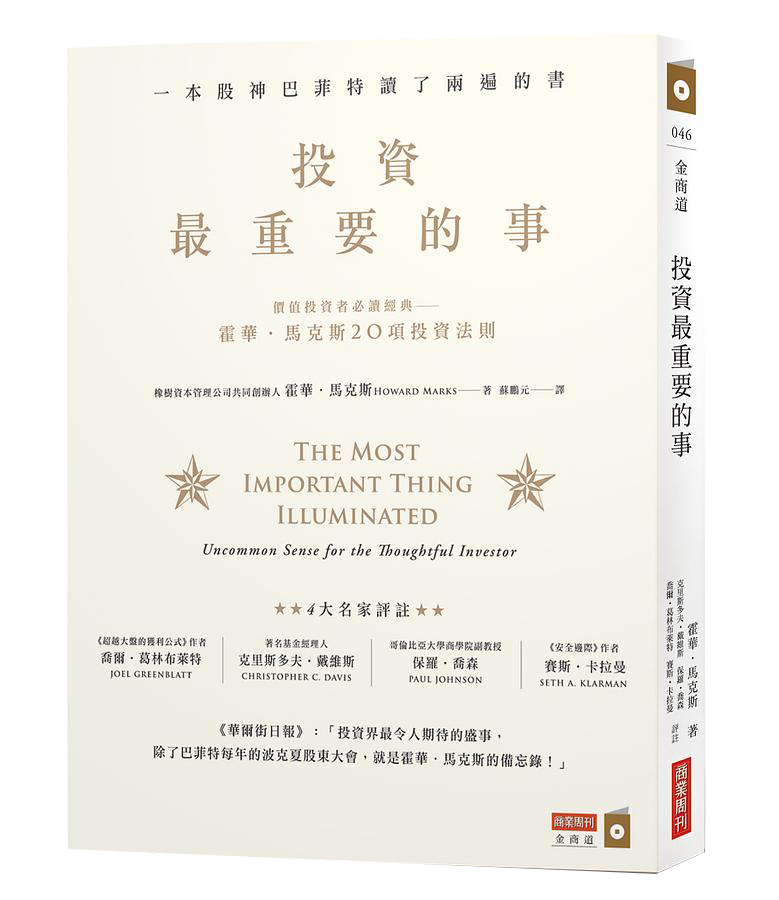 一本股神巴菲特讀了兩遍的書
投資
最重要的事
價值投資者必讀經典——
霍華・馬克斯20項投資法則
橡樹資本管理公司共同創辦人 霍華・馬克斯HOWARD MARKS——著 蘇鵬元——譯
THE MOST
IMPORTANT THING
ILLUMINATED
Uncommon Sense for the Thoughtful Investor
★★4大名家評註★★
《超越大盤的獲利公式》作者
喬爾・葛林布萊特
JOEL GREENBLATT
著名基金經理人
克里斯多夫・戴維斯
CHRISTOPHER C. DAVIS
哥倫比亞大學商學院副教授
保羅・喬森
PAUL JOHNSON
《安全邊際》作者
賽斯・卡拉曼
SETH A. KLARMAN
《華爾街日報》：「投資界最令人期待的盛事，
除了巴菲特每年的波克夏股東大會，就是霍華・馬克斯的備忘錄！」
商業周刊
金商道
046
金商道
投資最重要的事
霍華・馬克斯 著
克里斯多夫・戴維斯 保羅・喬森
喬爾・葛林布萊特 賽斯・卡拉曼 評註
商業周刊